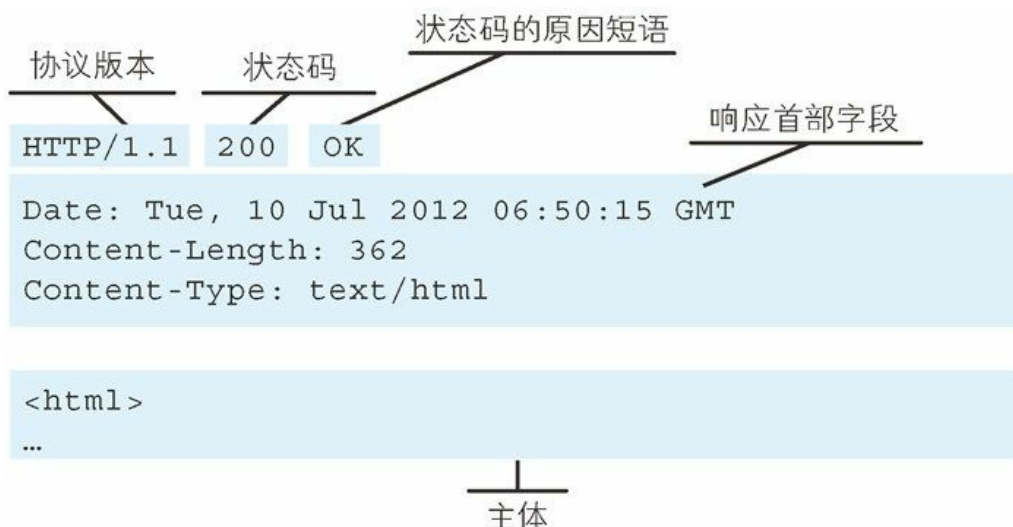 状态码的原因短语
协议版本 状态码
响应首部字段
HTTP/1.1 200 OK
Date: Tue, 10 Jul 2012 06:50:15 GMT
Content-Length: 362
Content-Type: text/html
<html>
…
主体